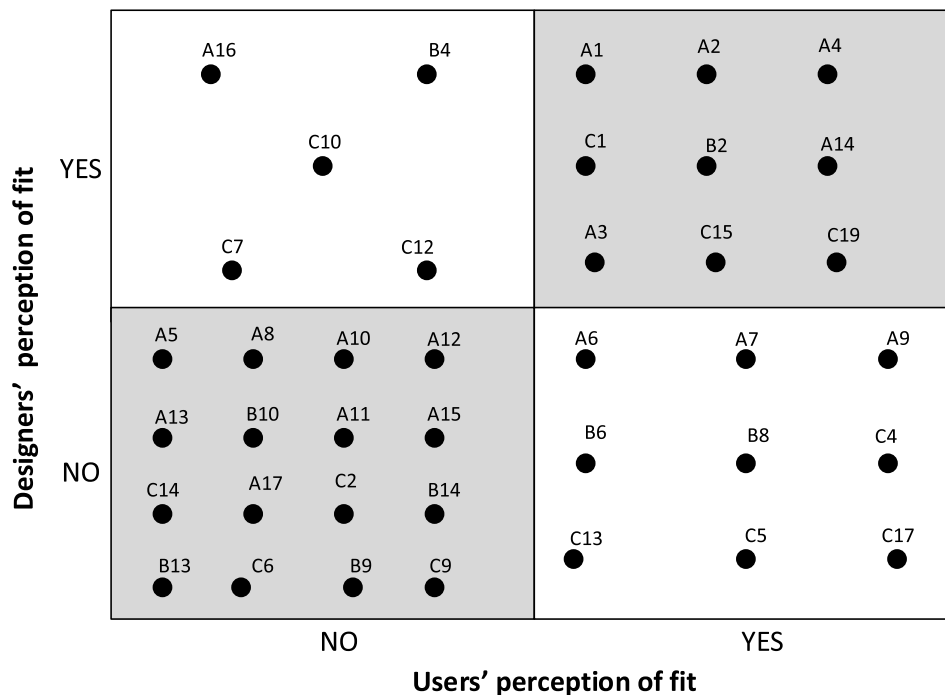 A16 B4
A1 A2 A4
C10
C1 B2 A14
YES
C7 C12
A3 C15 C19
Designers’ perception of fit
A5 A8 A10 A12
A6 A7 A9
A13 B10 A11 A15
B6 B8 C4
NO
C14 A17 C2 B14
C13 C5 C17
B13 C6 B9 C9
NO YES
Users’ perception of fit